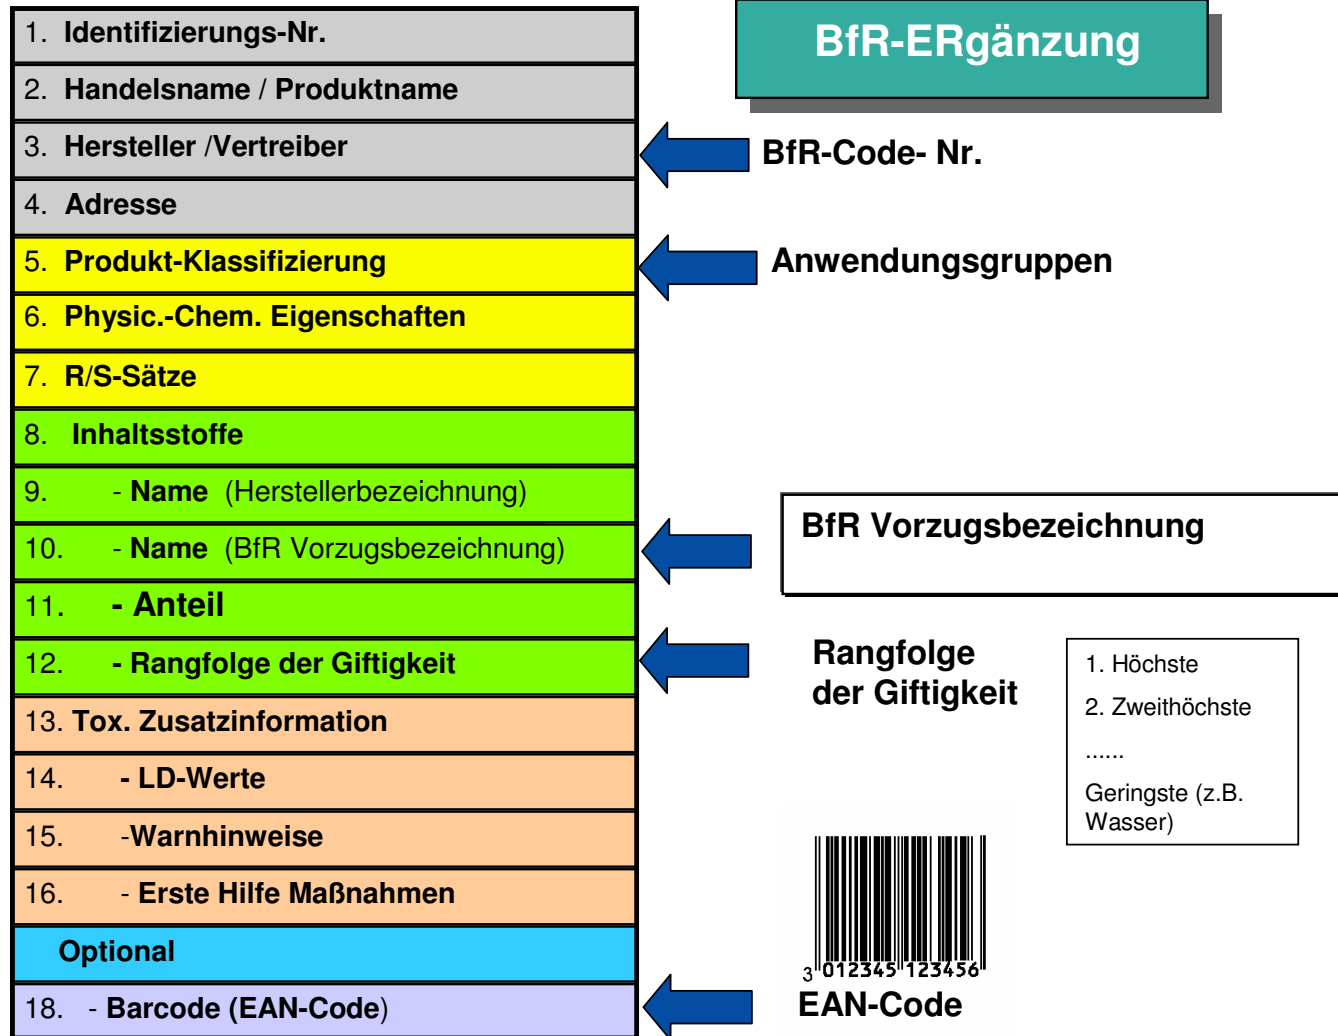 BfR-ERgänzung
1. Identifizierungs-Nr.
2. Handelsname / Produktname
3. Hersteller /Vertreiber
BfR-Code- Nr.
4. Adresse
5. Produkt-Klassifizierung
Anwendungsgruppen
6. Physic.-Chem. Eigenschaften
7. R/S-Sätze
8. Inhaltsstoffe
9. - Name (Herstellerbezeichnung)
10. - Name (BfR Vorzugsbezeichnung)
BfR Vorzugsbezeichnung
11. - Anteil
12. - Rangfolge der Giftigkeit
Rangfolge
der Giftigkeit
1. Höchste
2. Zweithöchste
......
Geringste (z.B.
Wasser)
13. Tox. Zusatzinformation
14. - LD-Werte
15. -Warnhinweise
16. - Erste Hilfe Maßnahmen
Optional
18. - Barcode (EAN-Code)
3 012345 123456
EAN-Code